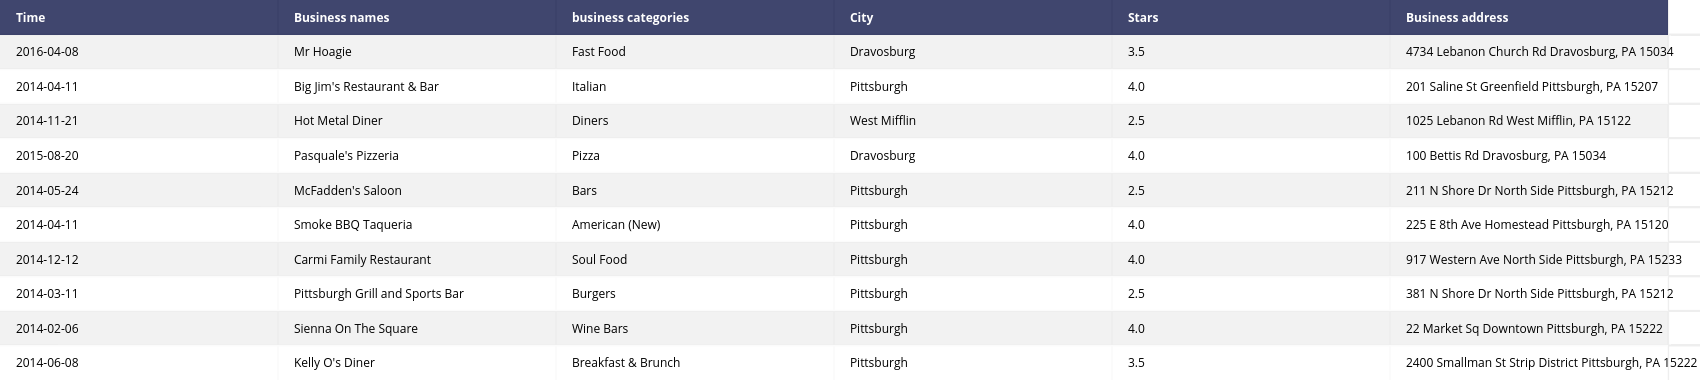 Time Business names business categories City Stars Business address
2016-04-08 Mr Hoagie Fast Food Dravosburg 3.5 4734 Lebanon Church Rd Dravosburg, PA 15034
2014-04-11 Big Jim's Restaurant & Bar Italian Pittsburgh 4.0 201 Saline St Greenfield Pittsburgh, PA 15207
2014-11-21 Hot Metal Diner Diners West Mifflin 2.5 1025 Lebanon Rd West Mifflin, PA 15122
2015-08-20 Pasquale's Pizzeria Pizza Dravosburg 4.0 100 Bettis Rd Dravosburg, PA 15034
2014-05-24 McFadden's Saloon Bars Pittsburgh 2.5 211 N Shore Dr North Side Pittsburgh, PA 15212
2014-04-11 Smoke BBQ Taqueria American (New) Pittsburgh 4.0 225 E 8th Ave Homestead Pittsburgh, PA 15120
2014-12-12 Carmi Family Restaurant Soul Food Pittsburgh 4.0 917 Western Ave North Side Pittsburgh, PA 15233
2014-03-11 Pittsburgh Grill and Sports Bar Burgers Pittsburgh 2.5 381 N Shore Dr North Side Pittsburgh, PA 15212
2014-02-06 Sienna On The Square Wine Bars Pittsburgh 4.0 22 Market Sq Downtown Pittsburgh, PA 15222
2014-06-08 Kelly O's Diner Breakfast & Brunch Pittsburgh 3.5 2400 Smallman St Strip District Pittsburgh, PA 15222